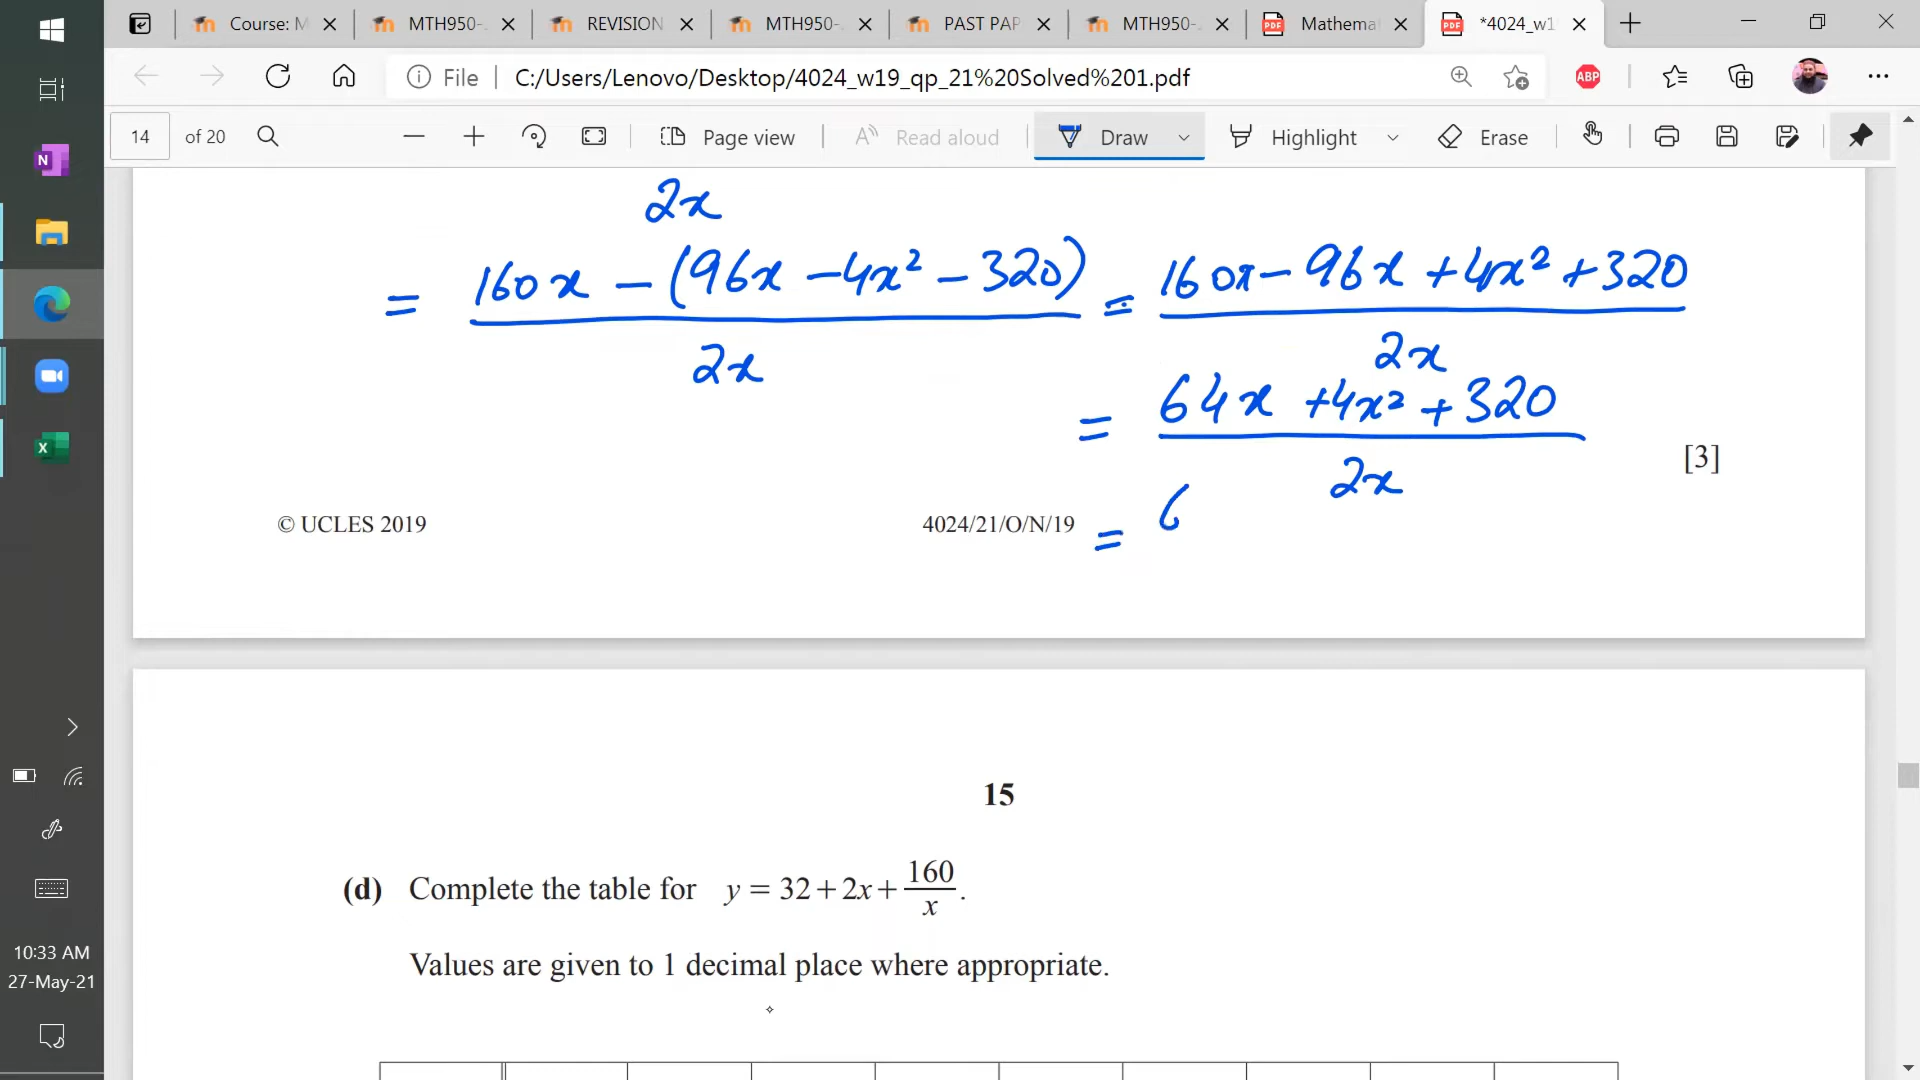 Course: M
MTH950-
REVISION
MTH950-
PAST PAP
MTH950-
Mathema
*4024_w1
File
C:/Users/Lenovo/Desktop/4024_w19_qp_21%20Solved%201.pdf
ABP
14 of 20
Page view
Read aloud
Draw
Highlight
Erase
2x
= 160x - (96x - 4x² - 320) / 2x = 160x - 96x + 4x² + 320 / 2x
= 64x + 4x² + 320 / 2x
[3]
© UCLES 2019
4024/21/O/N/19
= 6
15
(d) Complete the table for y = 32 + 2x + 160/x.
Values are given to 1 decimal place where appropriate.
10:33 AM
27-May-21